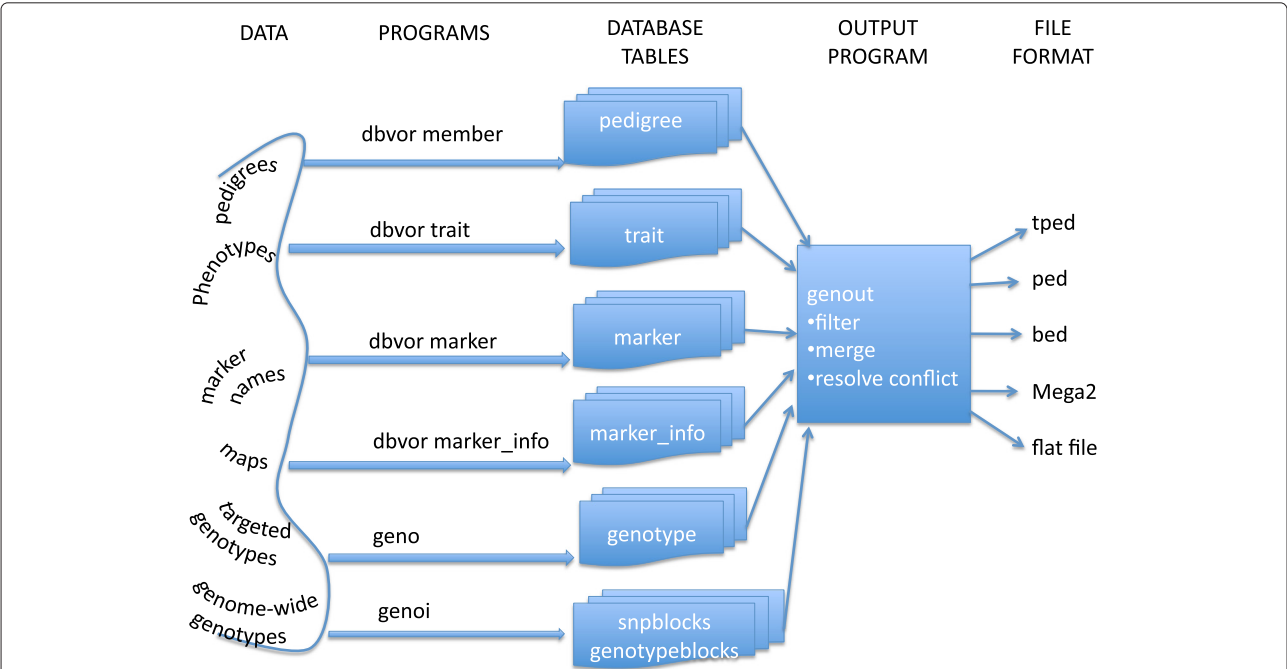 DATA
PROGRAMS
DATABASE
TABLES
OUTPUT
PROGRAM
FILE
FORMAT
pedigrees
dbvor member
pedigree
Phenotypes
dbvor trait
trait
marker
names
dbvor marker
marker
maps
dbvor marker_info
marker_info
targeted
genotypes
geno
genotype
genome-wide
genotypes
genoi
snpblocks
genotypeblocks
genout
•filter
•merge
•resolve conflict
tped
ped
bed
Mega2
flat file